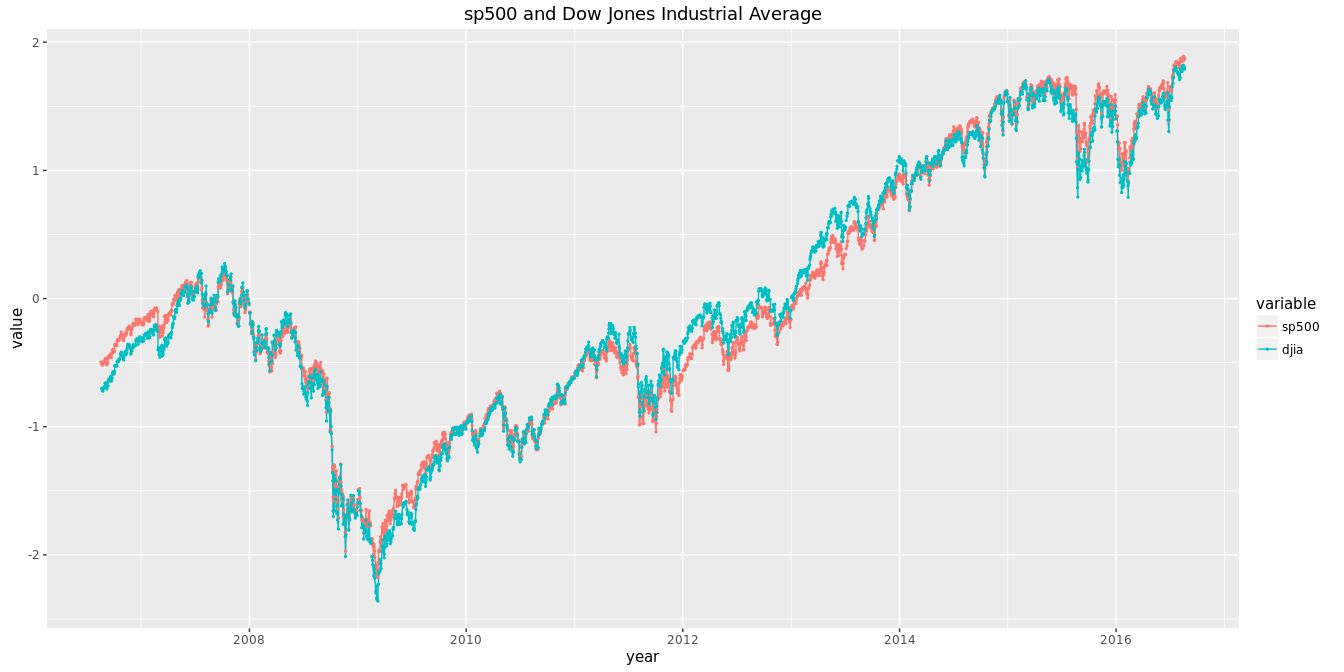 sp500 and Dow Jones Industrial Average
2
1
0
-1
-2
value
2008
2010
2012
2014
2016
year
variable
sp500
djia